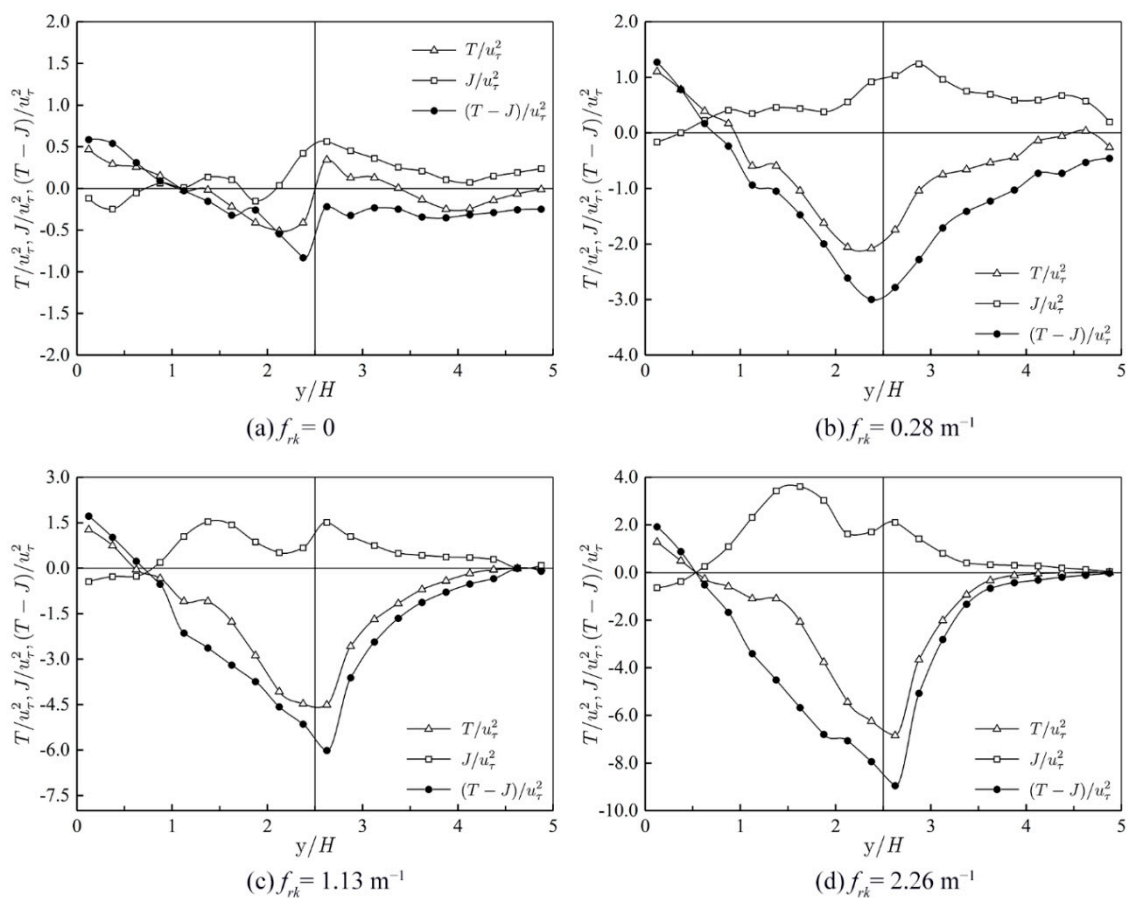 2.0
1.5
1.0
0.5
0.0
-0.5
-1.0
-1.5
-2.0
T/u_τ^2, J/u_τ^2, (T − J)/u_τ^2
T/u_τ^2
J/u_τ^2
(T − J)/u_τ^2
0 1 2 3 4 5
y/H
(a) f_rk= 0
2.0
1.0
0.0
-1.0
-2.0
-3.0
-4.0
T/u_τ^2, J/u_τ^2, (T − J)/u_τ^2
T/u_τ^2
J/u_τ^2
(T − J)/u_τ^2
0 1 2 3 4 5
y/H
(b) f_rk= 0.28 m⁻¹
3.0
1.5
0.0
-1.5
-3.0
-4.5
-6.0
-7.5
T/u_τ^2, J/u_τ^2, (T − J)/u_τ^2
T/u_τ^2
J/u_τ^2
(T − J)/u_τ^2
0 1 2 3 4 5
y/H
(c) f_rk= 1.13 m⁻¹
4.0
2.0
0.0
-2.0
-4.0
-6.0
-8.0
-10.0
T/u_τ^2, J/u_τ^2, (T − J)/u_τ^2
T/u_τ^2
J/u_τ^2
(T − J)/u_τ^2
0 1 2 3 4 5
y/H
(d) f_rk= 2.26 m⁻¹